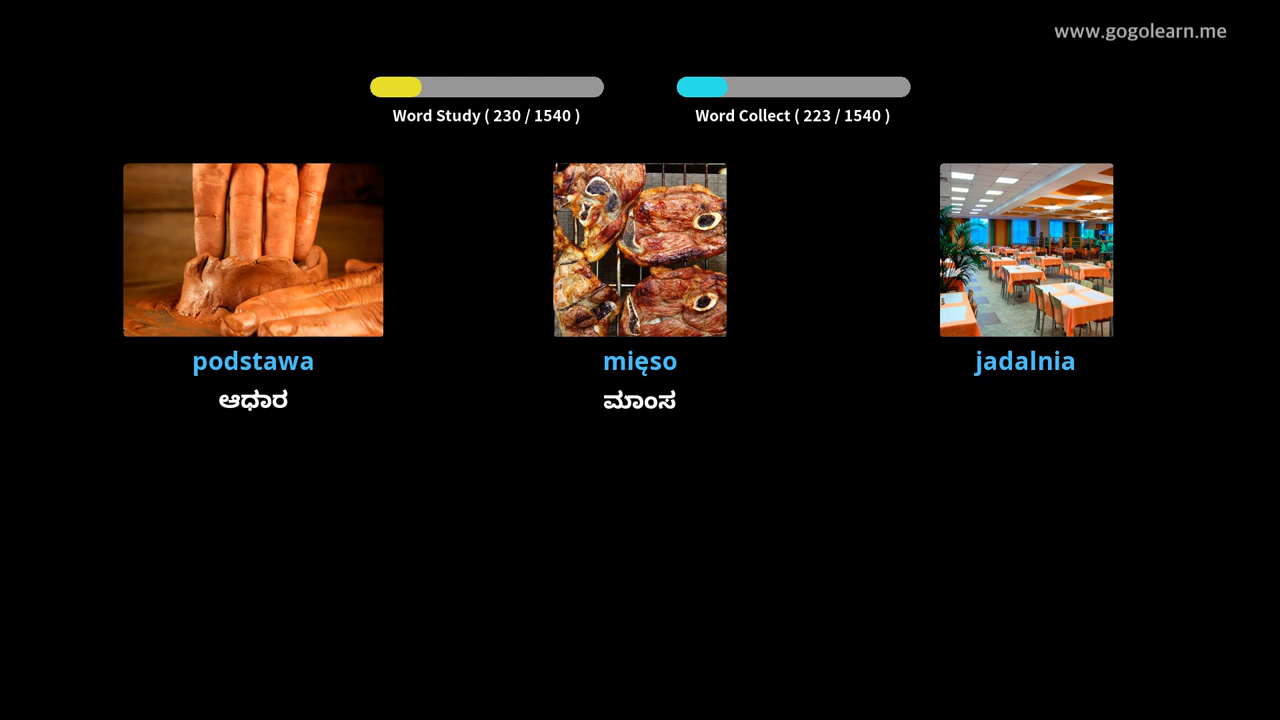 www.gogolearn.me
Word Study ( 230 / 1540 )
Word Collect ( 223 / 1540 )
podstawa
ಆಧಾರ
mięso
ಮಾಂಸ
jadalnia